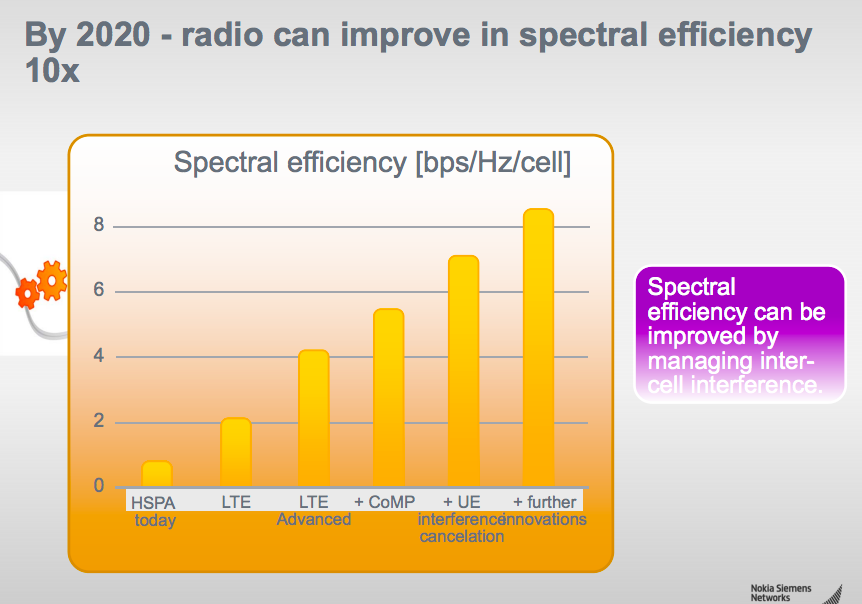 By 2020 - radio can improve in spectral efficiency
10x
Spectral efficiency [bps/Hz/cell]
8
6
4
2
0
HSPA
today
LTE
LTE
Advanced
+ CoMP
+ UE
interference
cancelation
+ further
innovations
Spectral
efficiency can be
improved by
managing inter-
cell interference.
Nokia Siemens
Networks